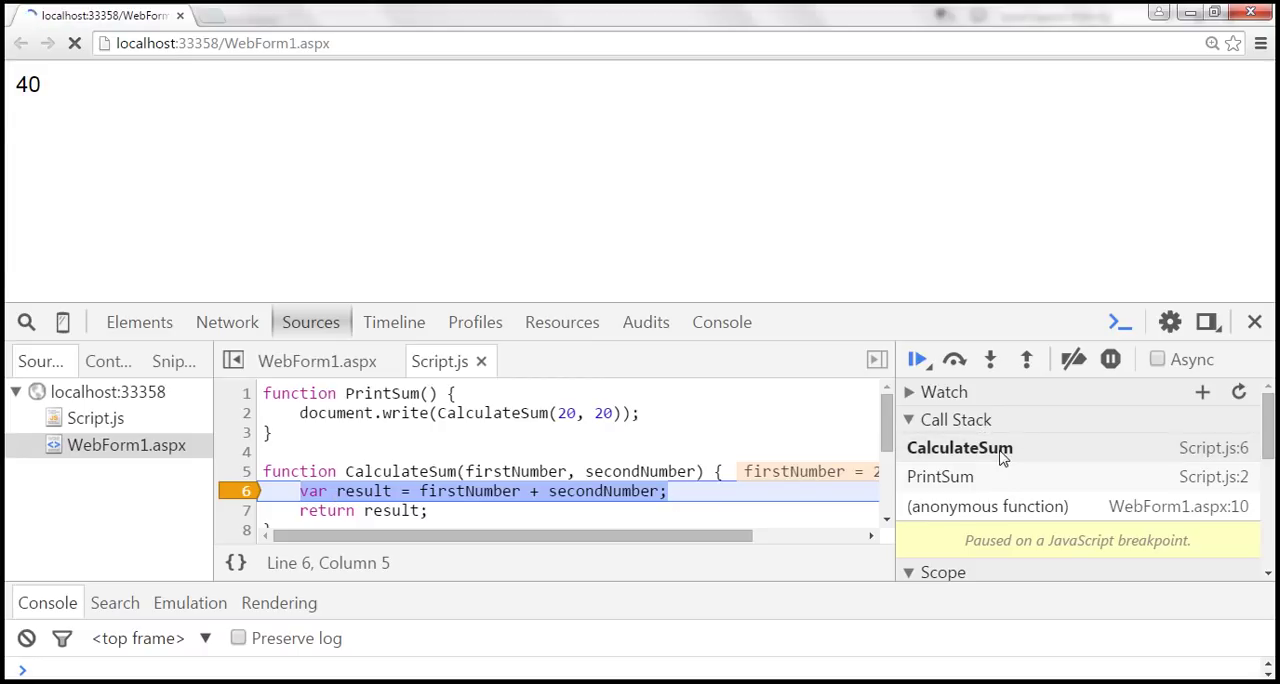 localhost:33358/WebForm
localhost:33358/WebForm1.aspx
40
Elements Network Sources Timeline Profiles Resources Audits Console
Sour... Cont... Snip... WebForm1.aspx Script.js Async
localhost:33358
Script.js
WebForm1.aspx
1 function PrintSum() {
2 document.write(CalculateSum(20, 20));
3 }
4
5 function CalculateSum(firstNumber, secondNumber) { firstNumber = 2
6 var result = firstNumber + secondNumber;
7 return result;
8 }
{} Line 6, Column 5
Watch
Call Stack
CalculateSum Script.js:6
PrintSum Script.js:2
(anonymous function) WebForm1.aspx:10
Paused on a JavaScript breakpoint.
Scope
Console Search Emulation Rendering
<top frame> Preserve log